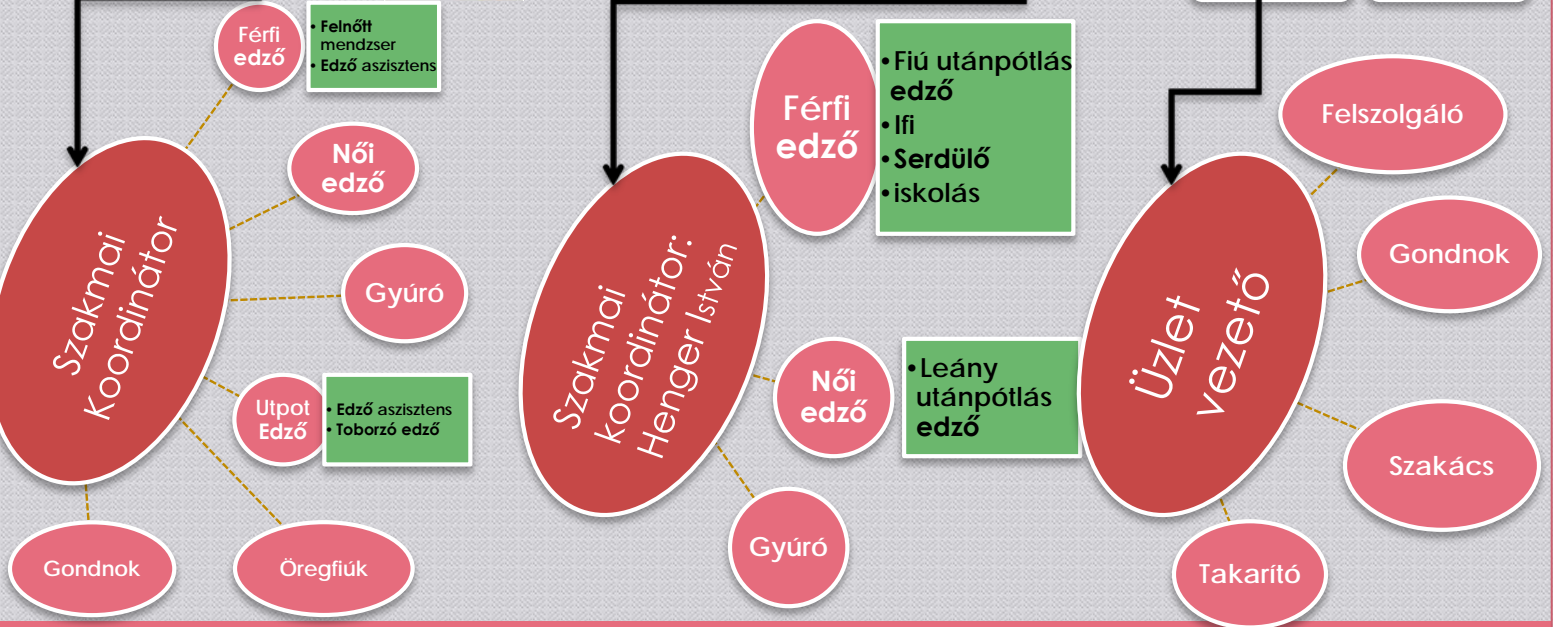 Férfi
edző
• Felnőtt
mendzser
• Edző aszisztens
Női
edző
Gyúró
Szakmai
Koordinátor
Utpot
Edző
• Edző aszisztens
• Toborzó edző
Gondnok
Öregfiúk
Férfi
edző
• Fiú utánpótlás
edző
• Ifi
• Serdülő
• iskolás
Szakmai
koordinátor:
Henger István
Női
edző
• Leány
utánpótlás
edző
Gyúró
Felszolgáló
Gondnok
Üzlet
vezető
Szakács
Takarító